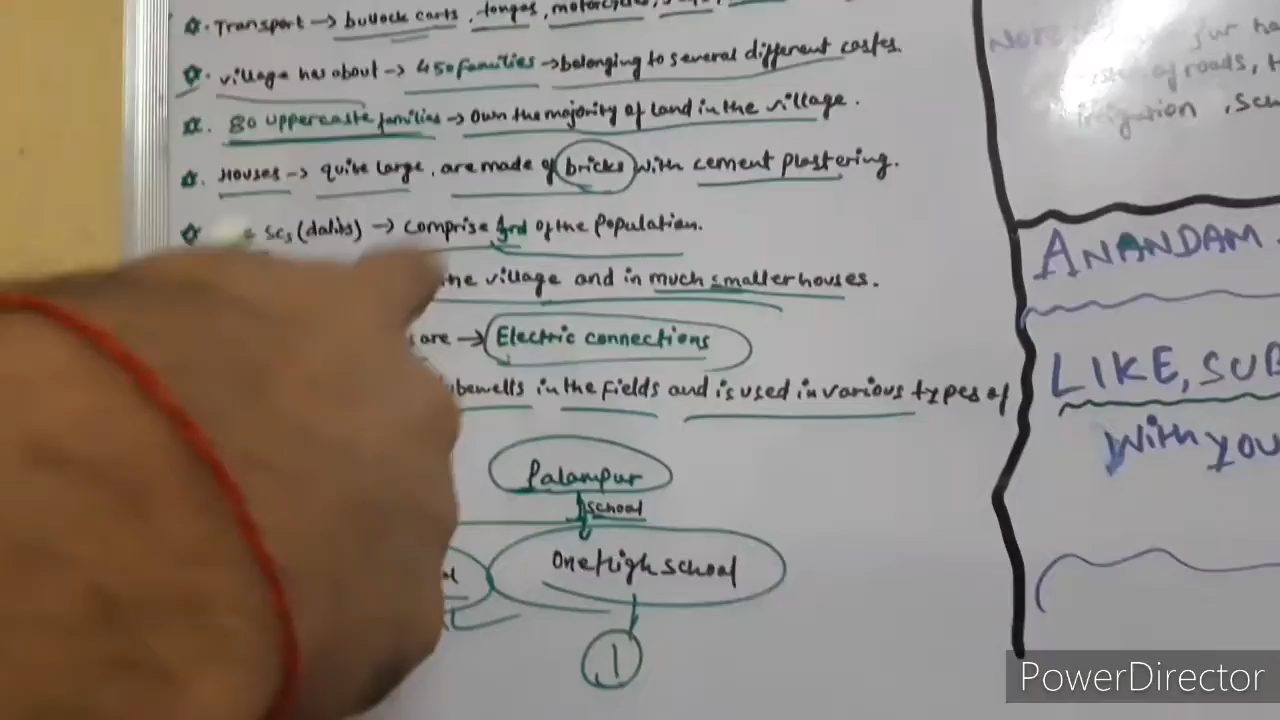 Transport → bullock carts, tongas, motorcycles,
village has about → 450 families → belonging to several different castes.
80 uppercaste families → own the majority of land in the village.
Houses → quite large, are made of bricks with cement plastering.
SCs (dalits) → comprise 1/3rd of the population.
the village and in much smaller houses.
are → Electric connections
tubewells in the fields and is used in various types of
Palampur
school
One High school
1
Note
of roads,
irrigation,
ANANDAM.
LIKE, SUB
With you
PowerDirector